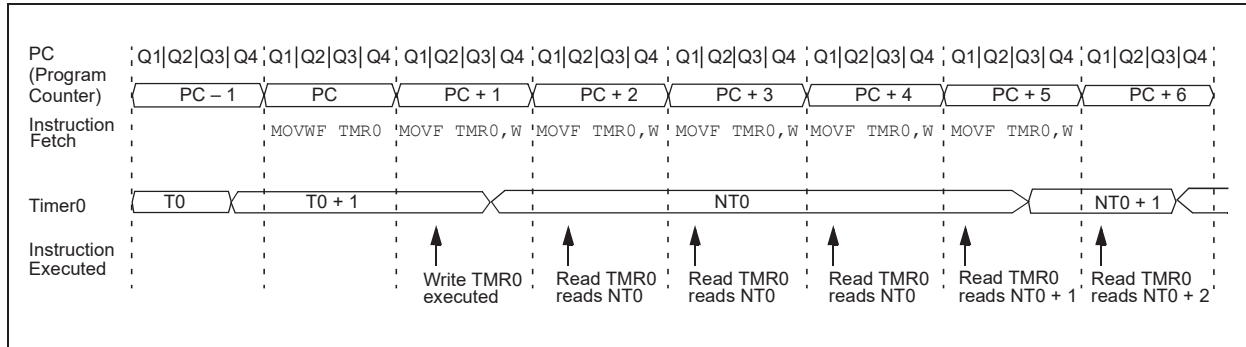 PC (Program Counter)
Q1|Q2|Q3|Q4 Q1|Q2|Q3|Q4 Q1|Q2|Q3|Q4 Q1|Q2|Q3|Q4 Q1|Q2|Q3|Q4 Q1|Q2|Q3|Q4 Q1|Q2|Q3|Q4 Q1|Q2|Q3|Q4
PC – 1 PC PC + 1 PC + 2 PC + 3 PC + 4 PC + 5 PC + 6
Instruction Fetch
MOVWF TMR0 MOVF TMR0,W MOVF TMR0,W MOVF TMR0,W MOVF TMR0,W MOVF TMR0,W
Timer0
T0 T0 + 1 NT0 NT0 + 1
Instruction Executed
Write TMR0 executed
Read TMR0 reads NT0
Read TMR0 reads NT0
Read TMR0 reads NT0
Read TMR0 reads NT0 + 1
Read TMR0 reads NT0 + 2